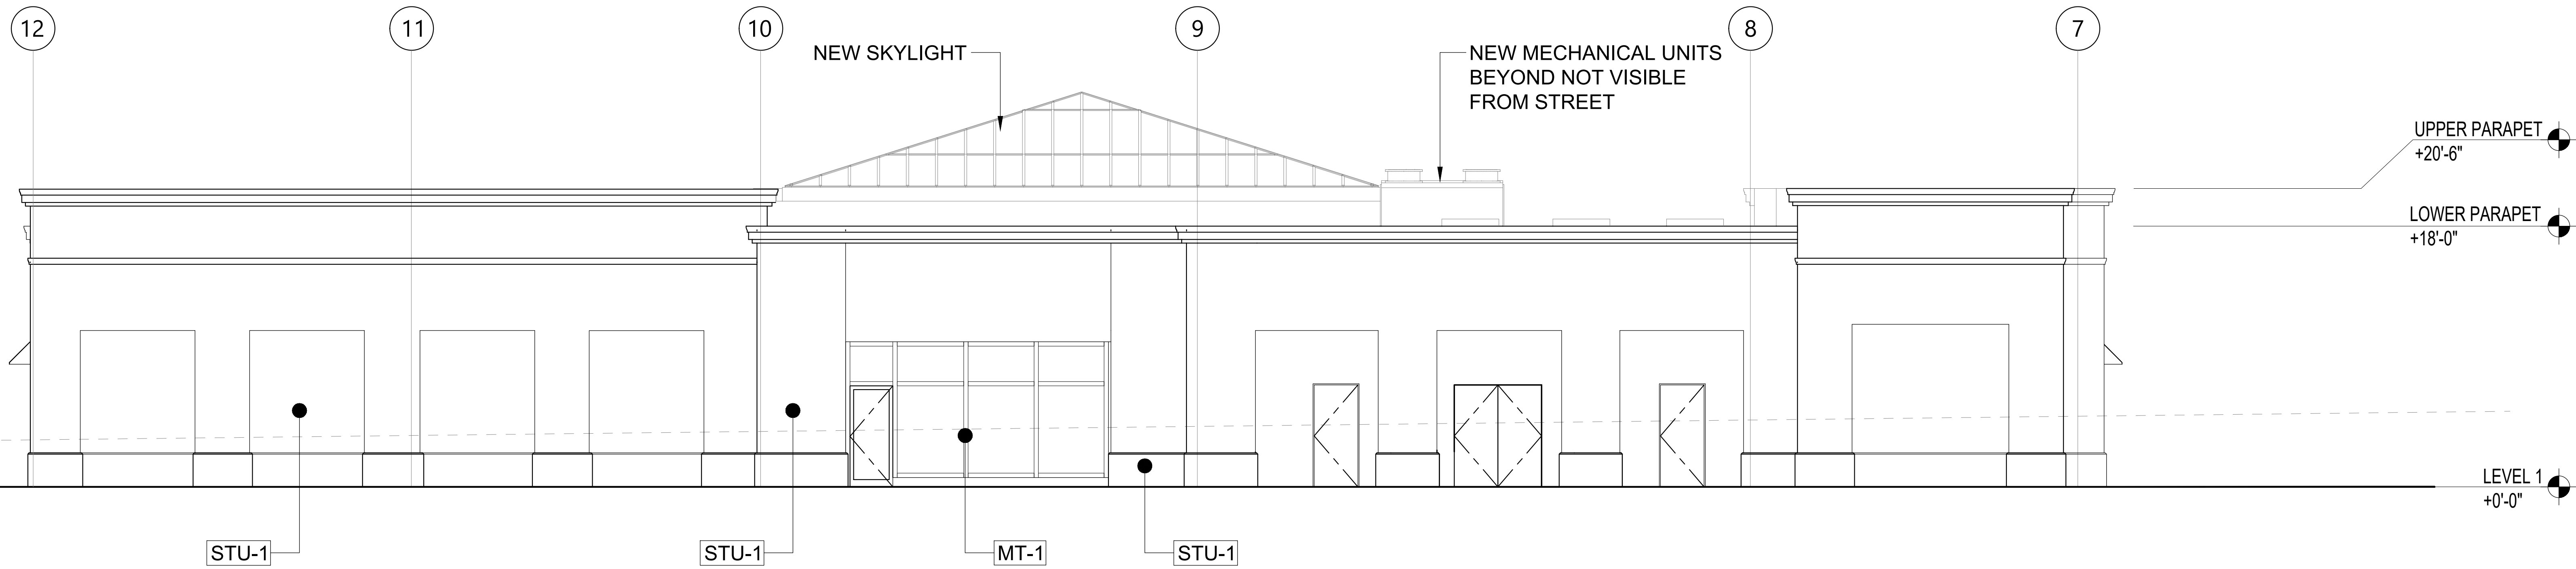 12
11
10
9
8
7
NEW SKYLIGHT
NEW MECHANICAL UNITS
BEYOND NOT VISIBLE
FROM STREET
UPPER PARAPET
+20'-6"
LOWER PARAPET
+18'-0"
LEVEL 1
+0'-0"
STU-1
STU-1
MT-1
STU-1